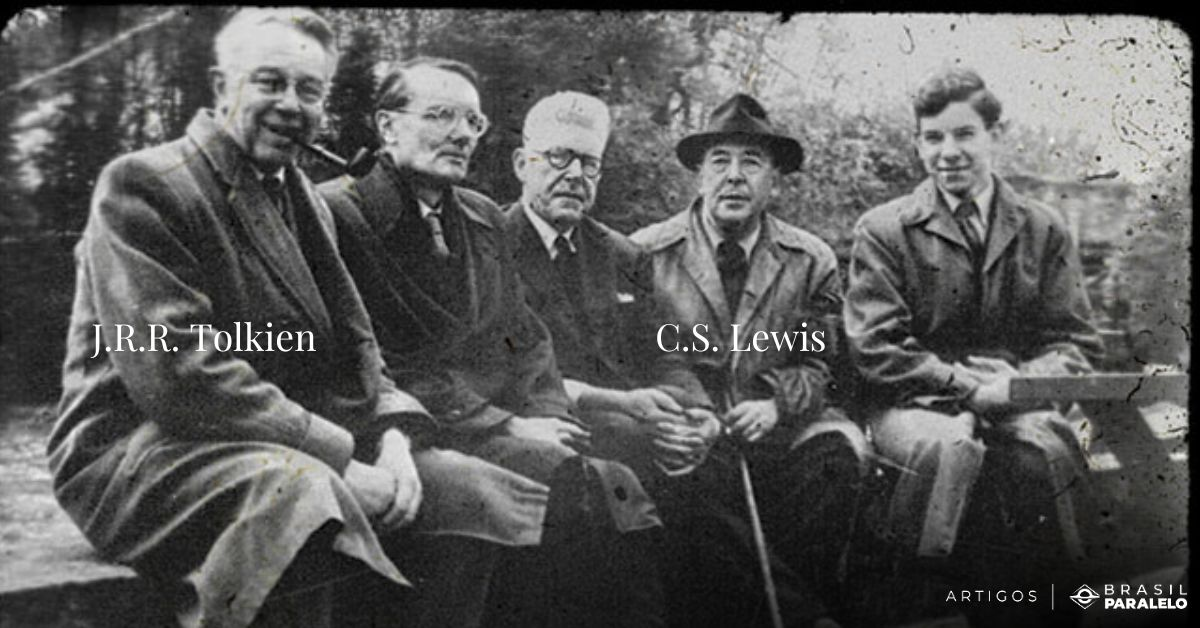 J.R.R. Tolkien
C.S. Lewis
ARTIGOS
BRASIL
PARALELO